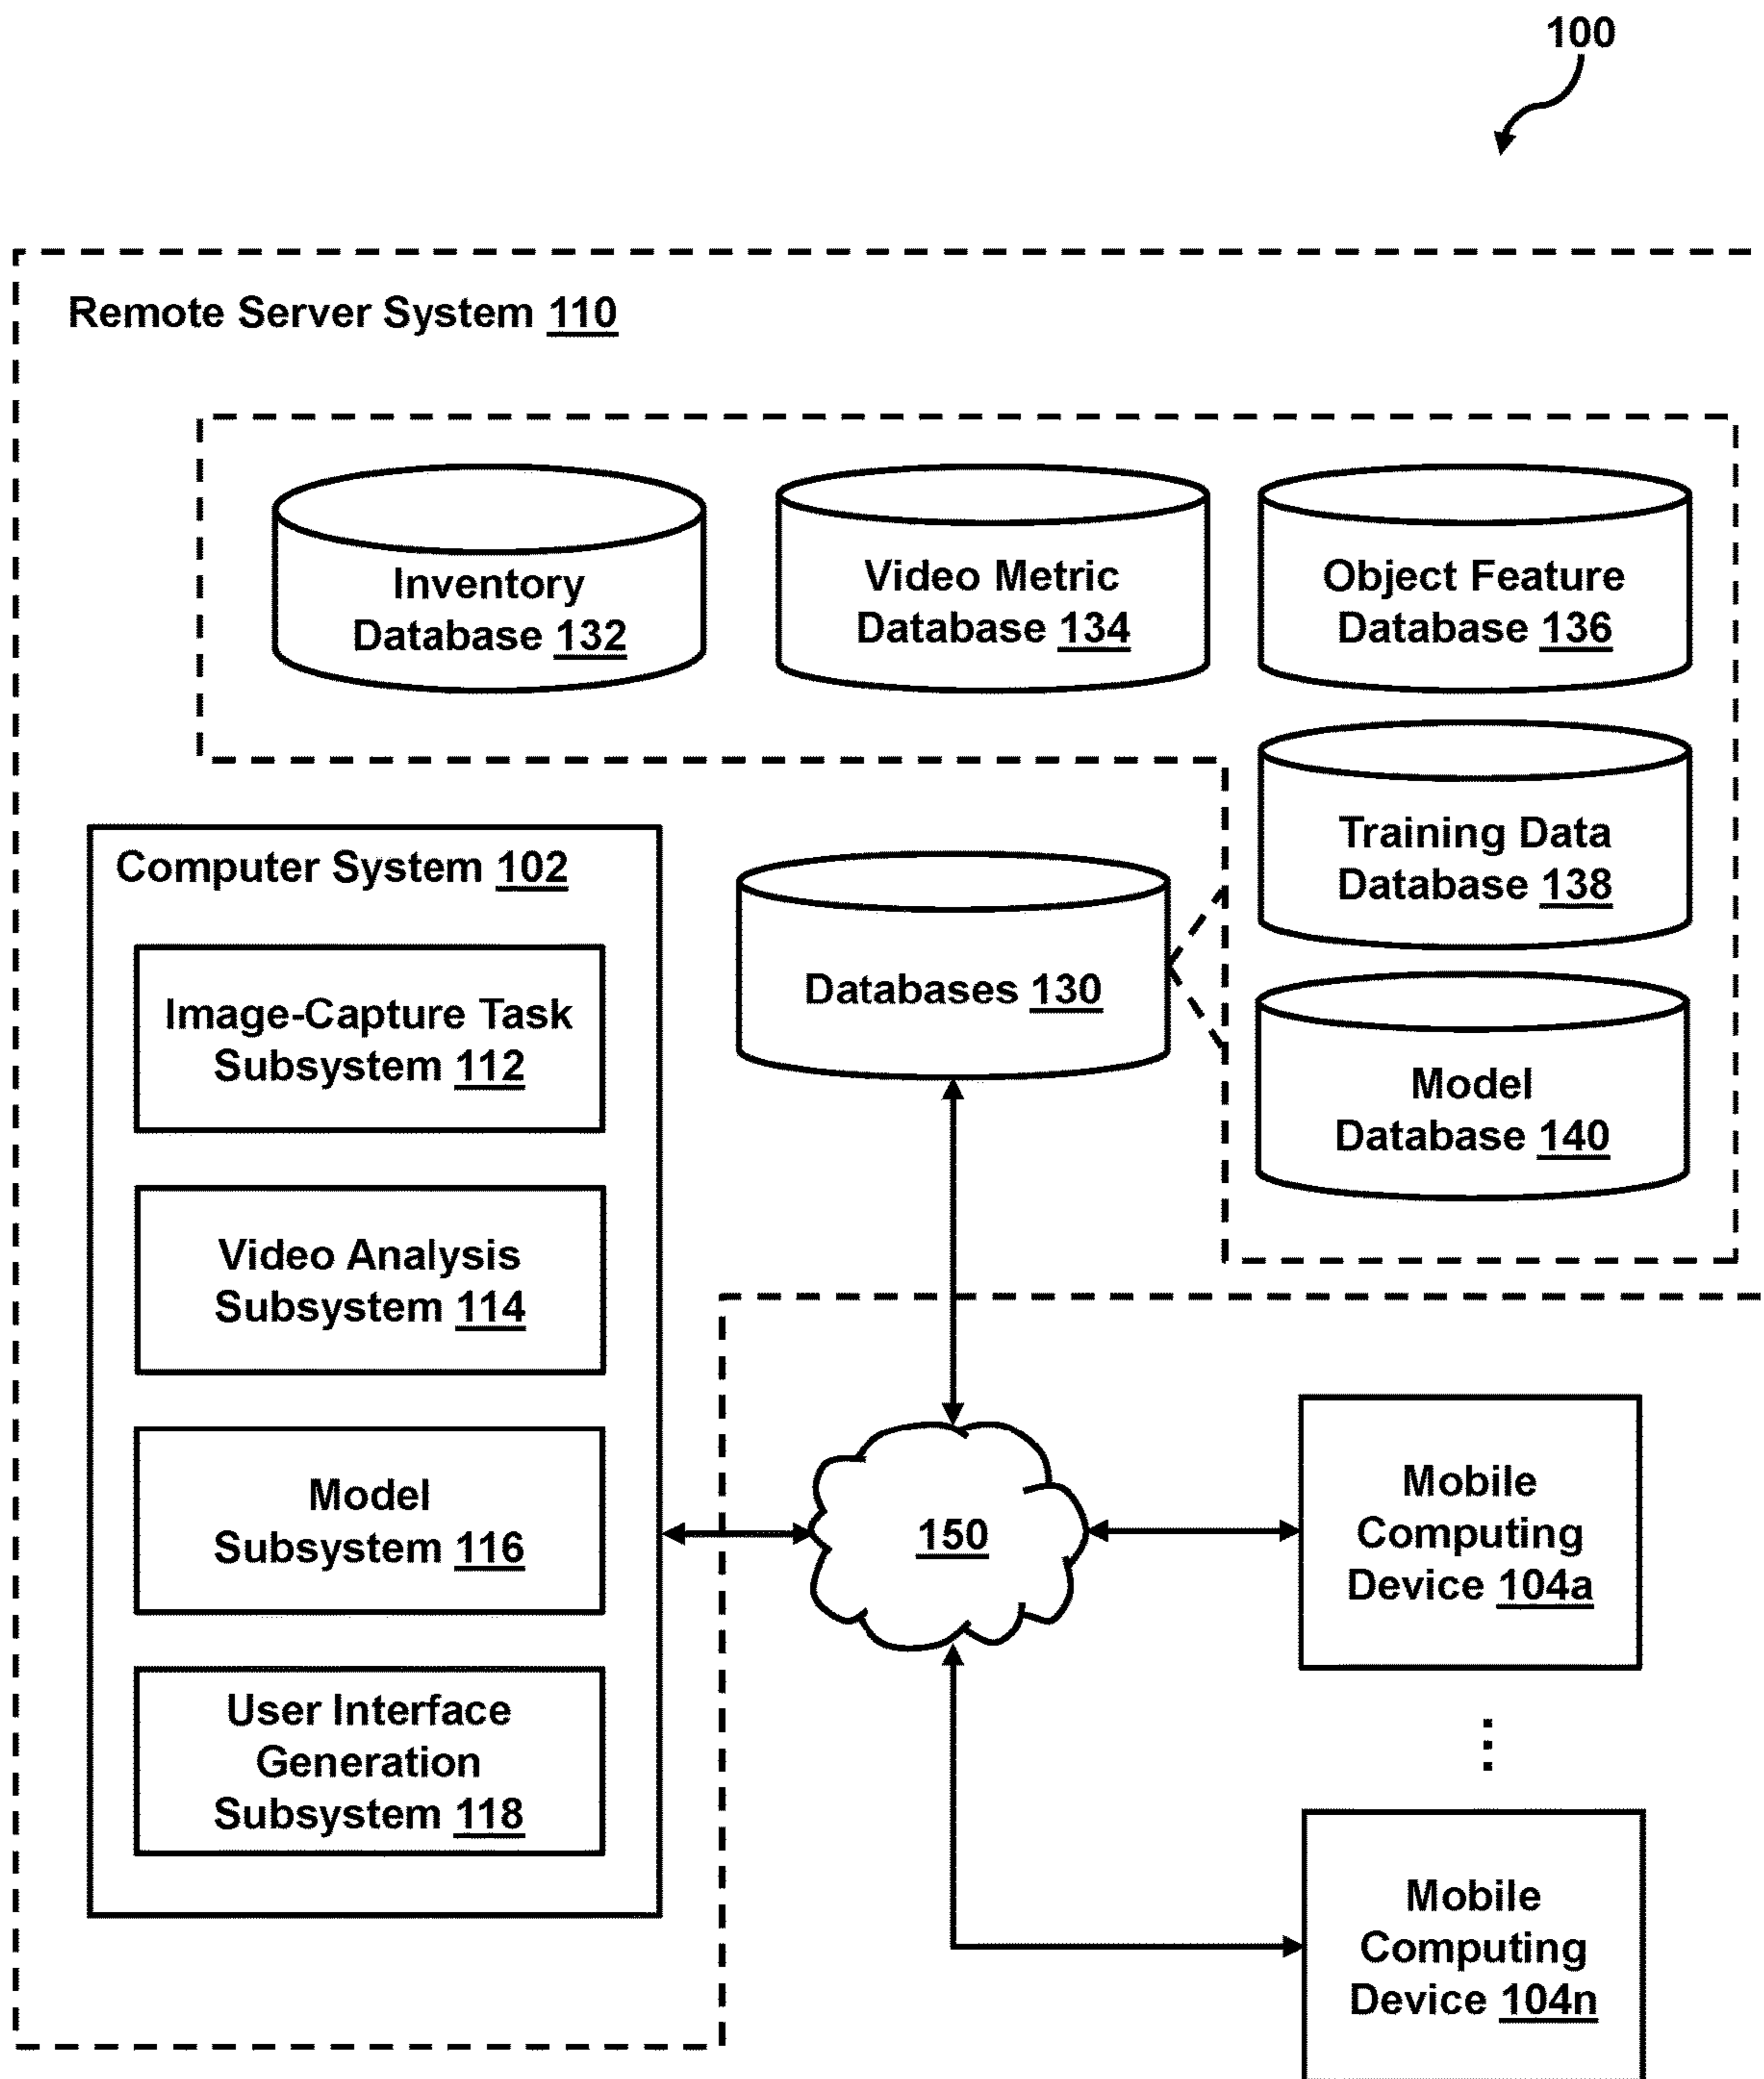 100
Remote Server System 110
Inventory
Database 132
Video Metric
Database 134
Object Feature
Database 136
Training Data
Database 138
Model
Database 140
Databases 130
Computer System 102
Image-Capture Task
Subsystem 112
Video Analysis
Subsystem 114
Model
Subsystem 116
User Interface
Generation
Subsystem 118
150
Mobile
Computing
Device 104a
Mobile
Computing
Device 104n